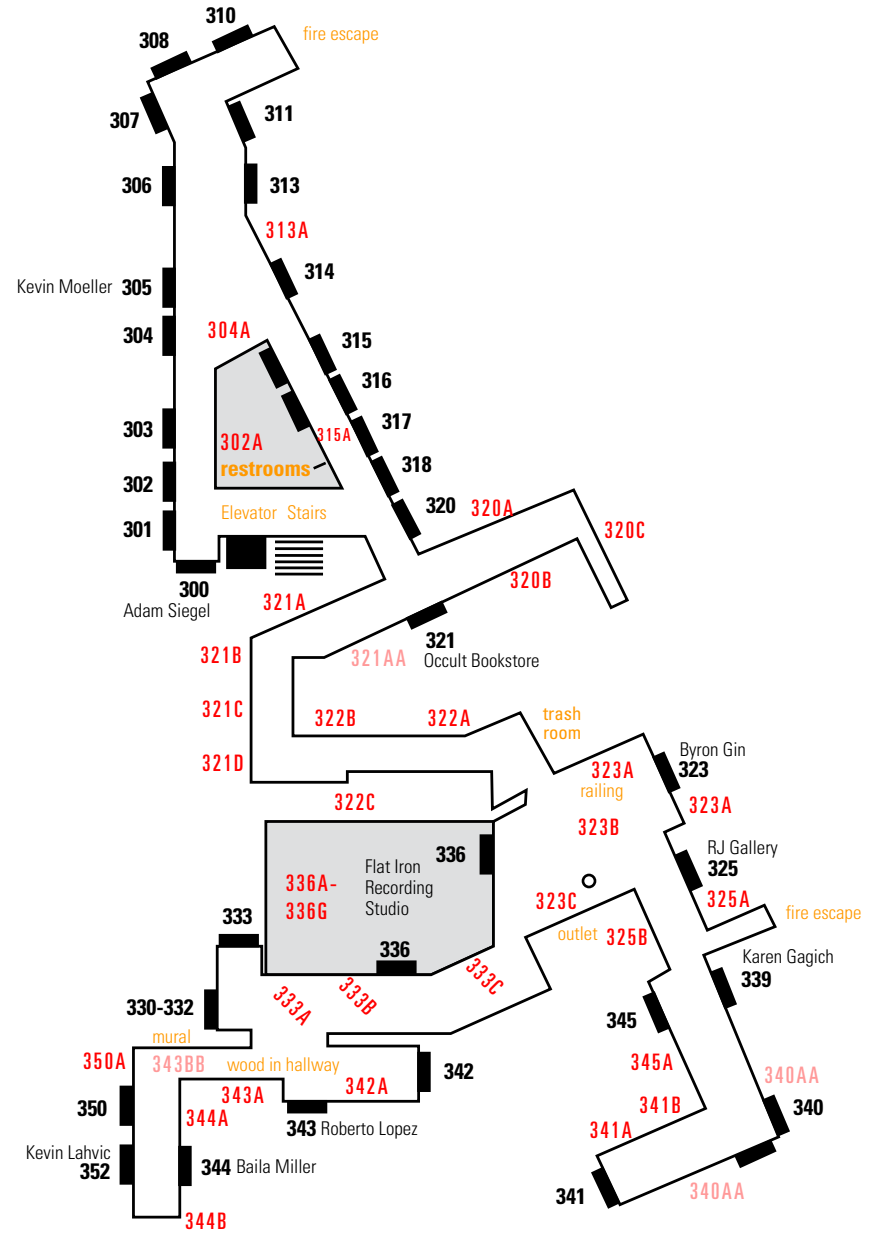 310
fire escape
308
307
311
306
313
313A
Kevin Moeller 305
314
304
304A
315
316
303
302A
315A
317
restrooms
318
302
320
320A
Elevator Stairs
301
320C
300
320B
Adam Siegel
321A
321
321B
321AA
Occult Bookstore
321C
322B
322A
trash
room
321D
Byron Gin
323
323A
railing
323A
322C
323B
336
RJ Gallery
325
336A-
336G
Flat Iron
Recording
Studio
325A
323C
fire escape
333
outlet
325B
336
Karen Gagich
339
333A
333B
333C
330-332
345
mural
350A
343BB
wood in hallway
342
345A
340AA
350
343A
342A
344A
341B
340
343 Roberto Lopez
341A
Kevin Lahvic
352
344 Baila Miller
341
340AA
344B